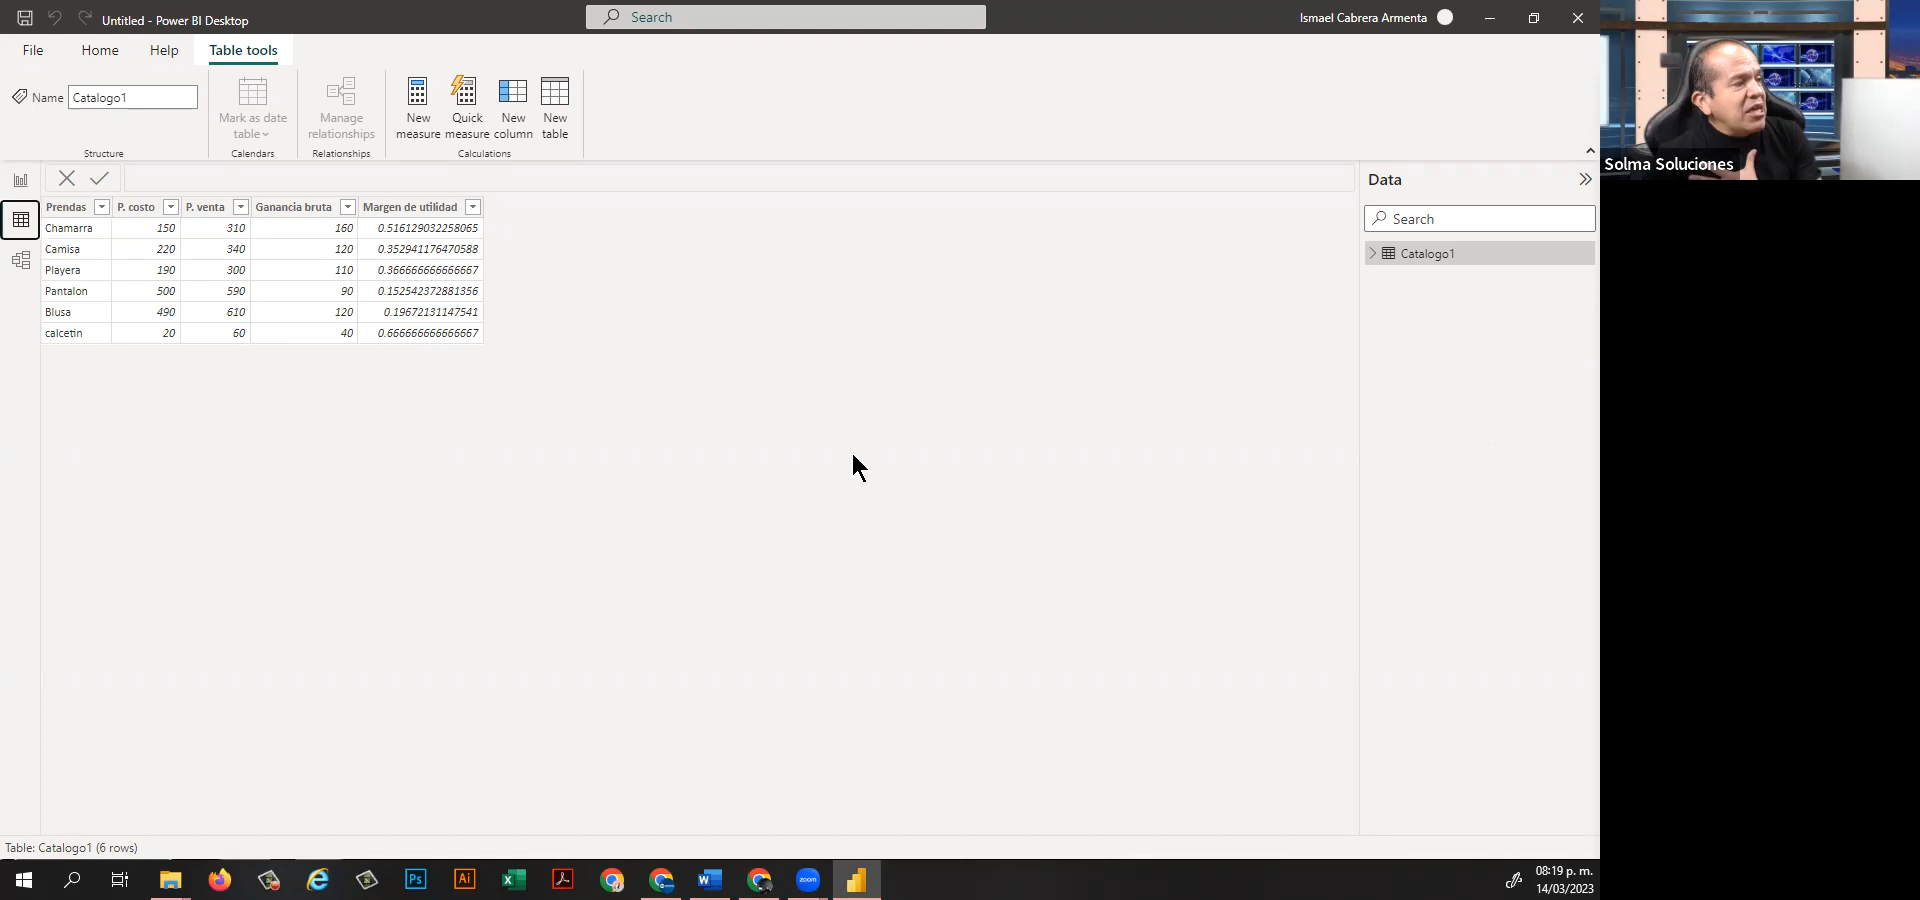 Untitled - Power BI Desktop
Search
Ismael Cabrera Armenta
File
Home
Help
Table tools
Name
Catalogo1
Structure
Mark as date
table
Calendars
Manage
relationships
Relationships
New
measure
Quick
measure
New
column
New
table
Calculations
Solma Soluciones
Prendas P. costo P. venta Ganancia bruta Margen de utilidad
Chamarra 150 310 160 0.516129032258065
Camisa 220 340 120 0.352941176470588
Playera 190 300 110 0.366666666666667
Pantalon 500 590 90 0.152542372881356
Blusa 490 610 120 0.19672131147541
calcetin 20 60 40 0.666666666666667
Data
Search
Catalogo1
Table: Catalogo1 (6 rows)
Ps
Ai
zoom
08:19 p. m.
14/03/2023